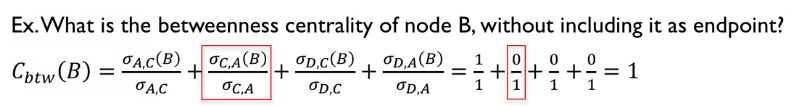 Ex. What is the betweenness centrality of node B, without including it as endpoint?
C_btw(B) = σ_A,C(B)/σ_A,C + σ_C,A(B)/σ_C,A + σ_D,C(B)/σ_D,C + σ_D,A(B)/σ_D,A = 1/1 + 0/1 + 0/1 + 0/1 = 1